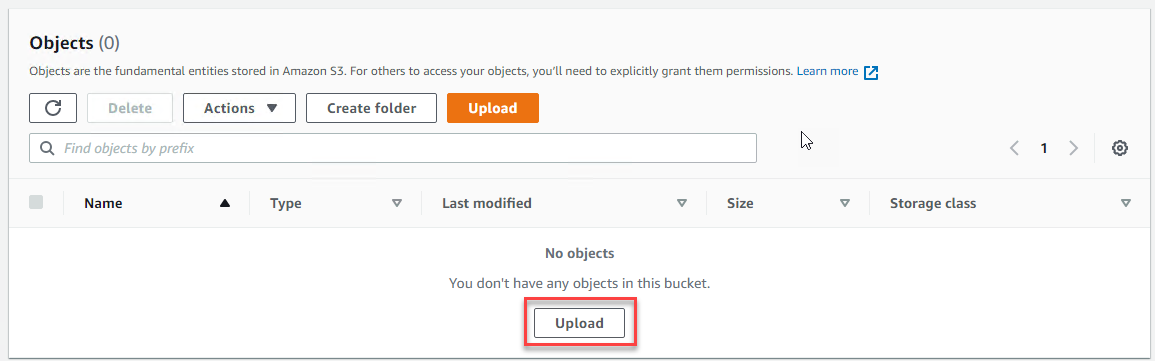 Objects (0)
Objects are the fundamental entities stored in Amazon S3. For others to access your objects, you'll need to explicitly grant them permissions. Learn more
Delete Actions Create folder Upload
Find objects by prefix 1
Name Type Last modified Size Storage class
No objects
You don't have any objects in this bucket.
Upload